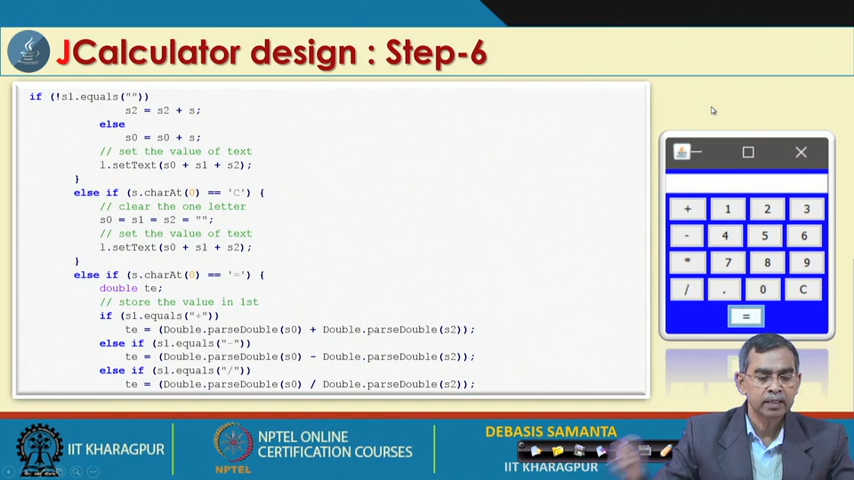 JCalculator design : Step-6
if (!s1.equals(""))
s2 = s2 + s;
else
s0 = s0 + s;
// set the value of text
l.setText(s0 + s1 + s2);
}
else if (s.charAt(0) == 'C') {
// clear the one letter
s0 = s1 = s2 = "";
// set the value of text
l.setText(s0 + s1 + s2);
}
else if (s.charAt(0) == '=') {
double te;
// store the value in 1st
if (s1.equals("+"))
te = (Double.parseDouble(s0) + Double.parseDouble(s2));
else if (s1.equals("-"))
te = (Double.parseDouble(s0) - Double.parseDouble(s2));
else if (s1.equals("/"))
te = (Double.parseDouble(s0) / Double.parseDouble(s2));
+ 1 2 3
- 4 5 6
* 7 8 9
/ . 0 C
=
IIT KHARAGPUR
NPTEL
NPTEL ONLINE
CERTIFICATION COURSES
DEBASIS SAMANTA
IIT KHARAGPUR